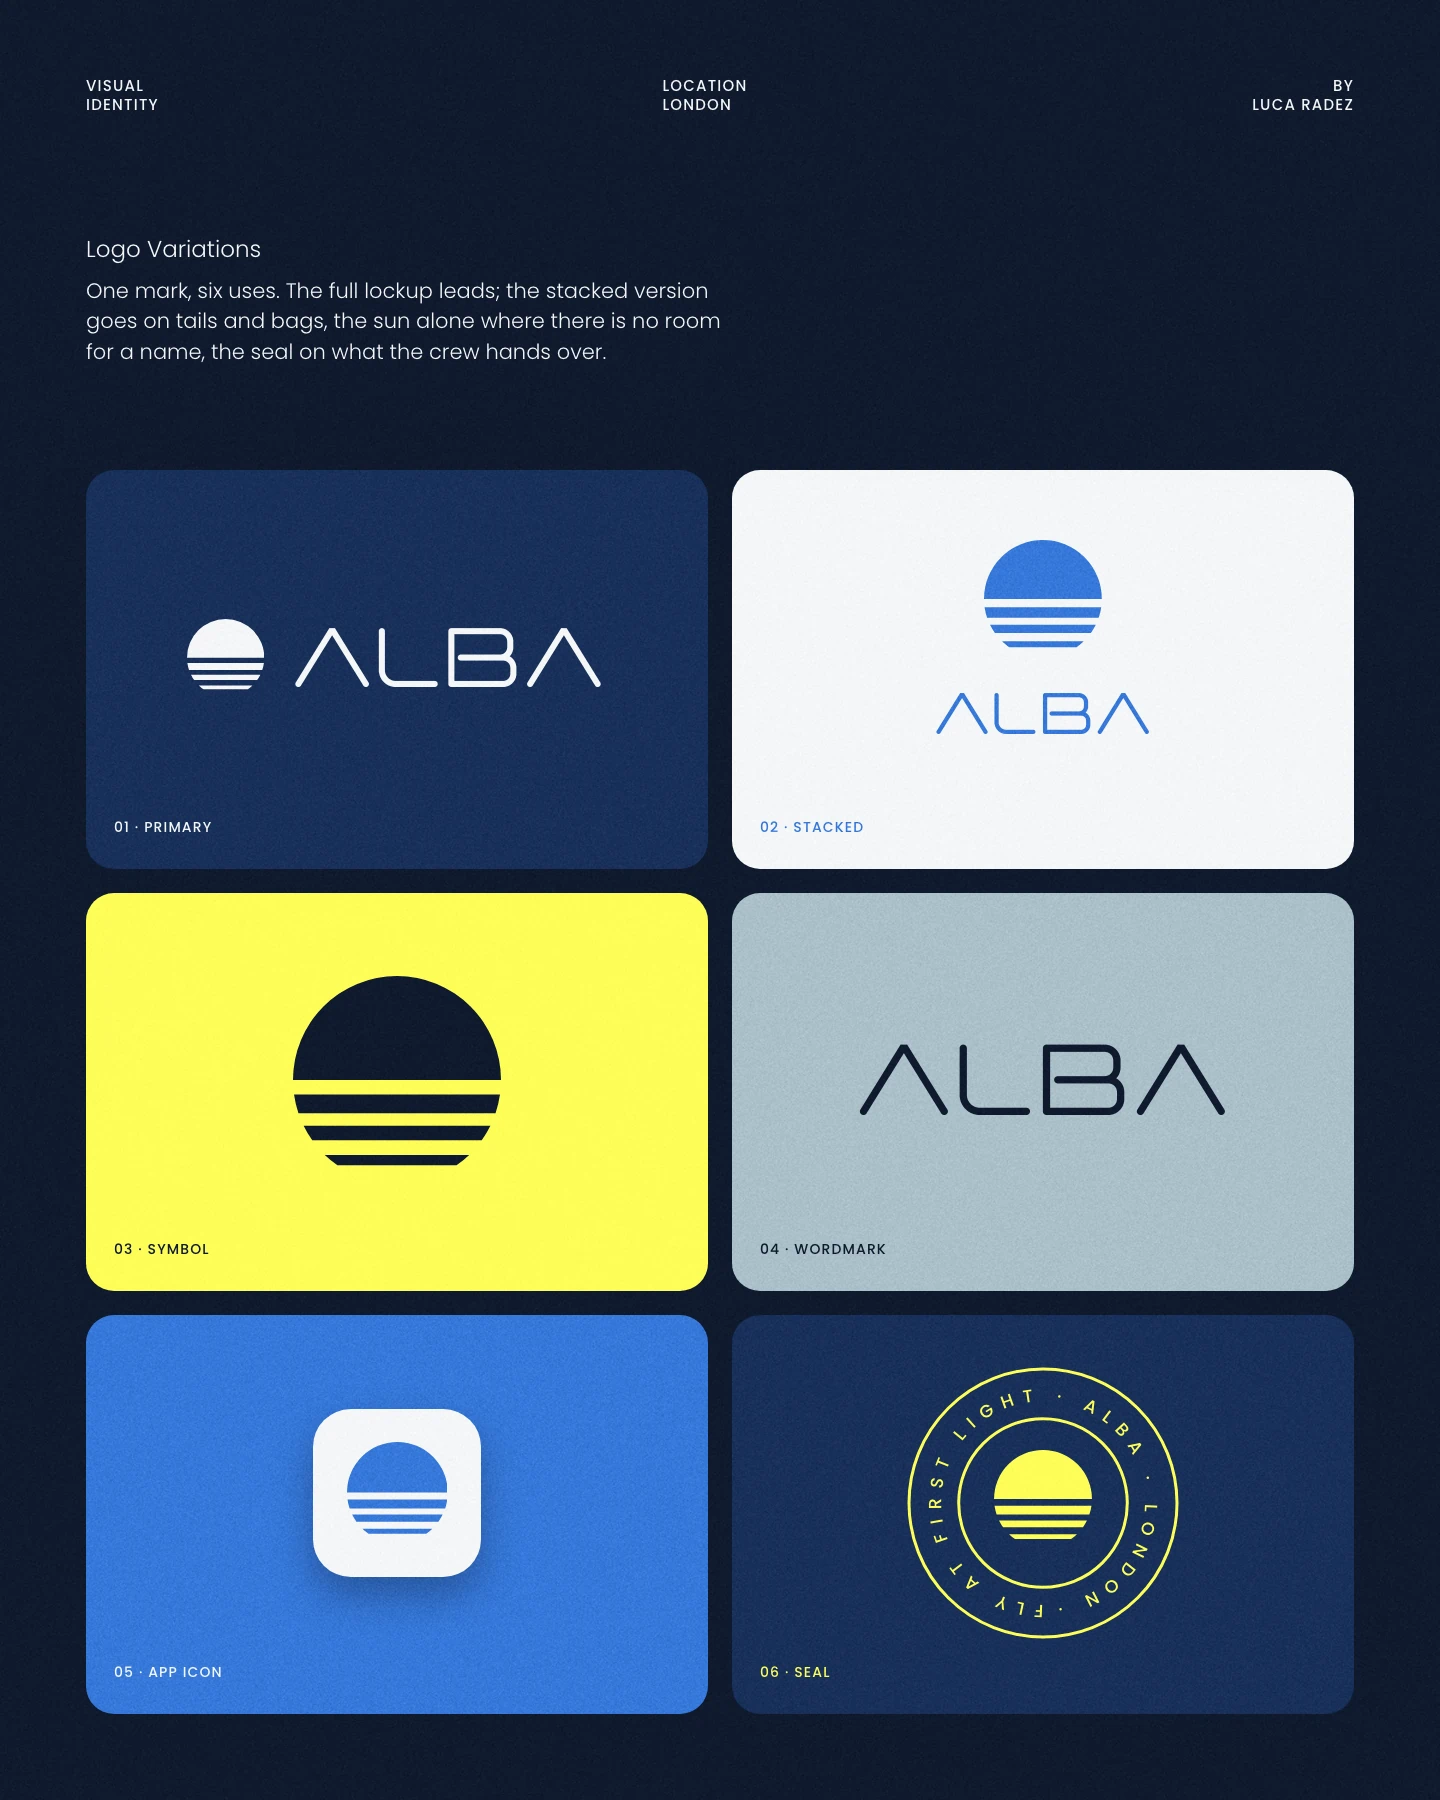 VISUAL
IDENTITY
LOCATION
LONDON
BY
LUCA RADEZ
Logo Variations
One mark, six uses. The full lockup leads; the stacked version
goes on tails and bags, the sun alone where there is no room
for a name, the seal on what the crew hands over.
ALBA
01 · PRIMARY
ALBA
02 · STACKED
03 · SYMBOL
ALBA
04 · WORDMARK
05 · APP ICON
ALBA · LONDON · FLY AT FIRST LIGHT ·
06 · SEAL